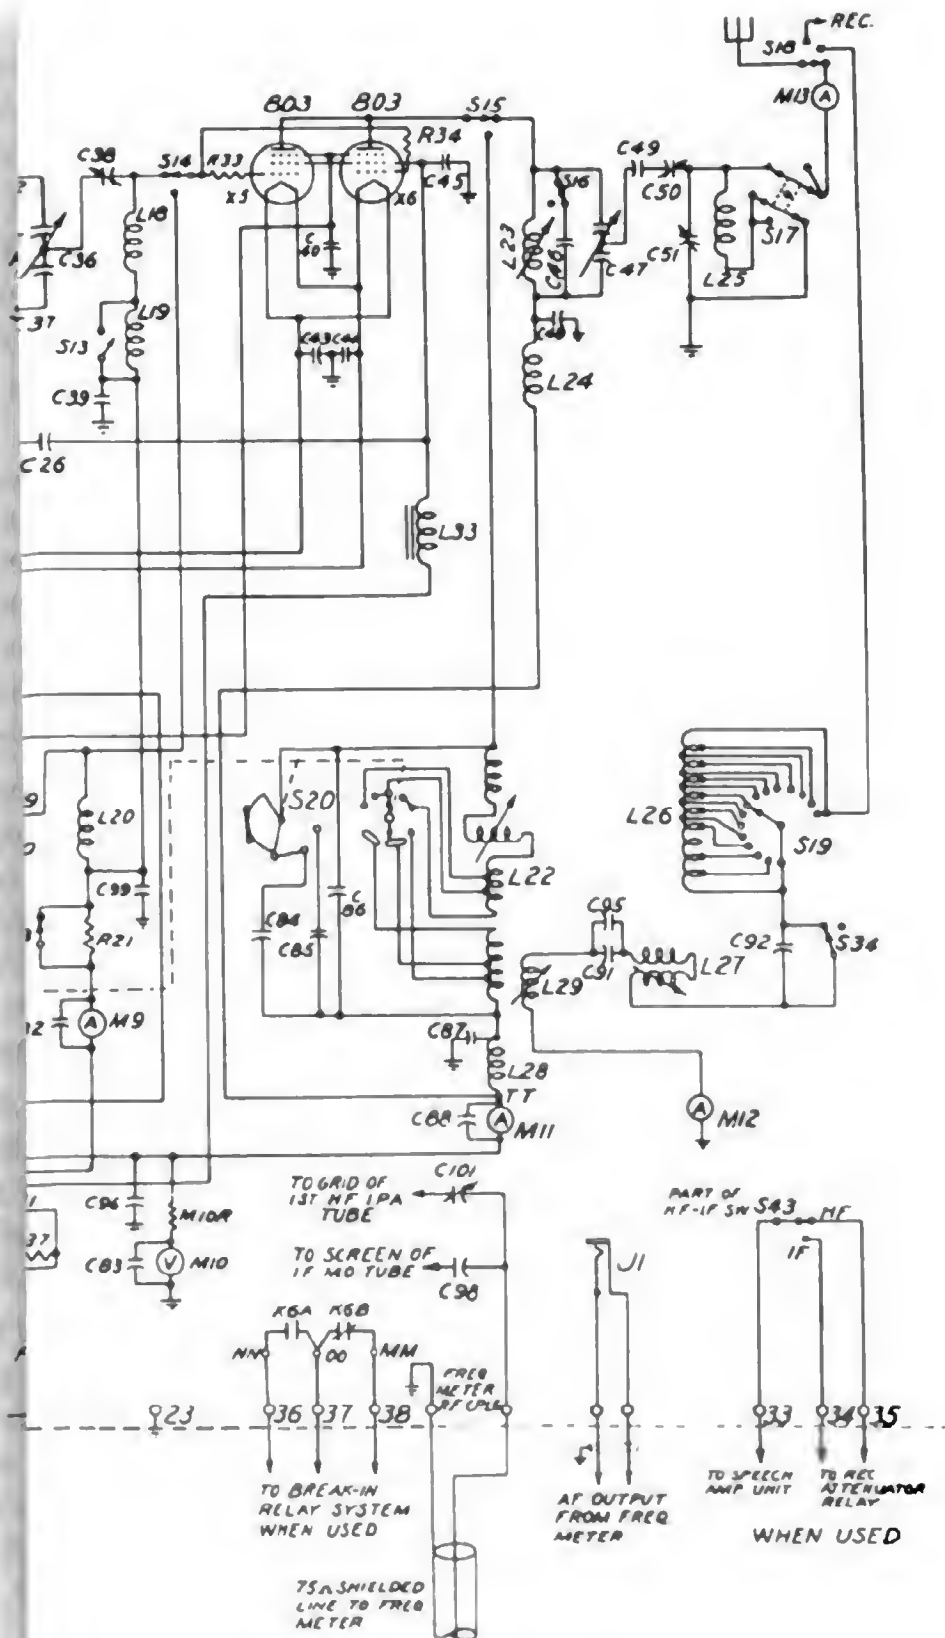 REC.
S18
M13
A
803
803
S15
R34
C38
S14
R33
C45
C49
C50
X5
X6
S16
L18
C40
L23
C46
C47
C51
S17
L25
C36
37
L19
S13
C43
C44
L24
C39
C26
L33
S20
L26
S19
L20
L22
C99
C84
C86
C95
C85
R21
C92
S34
C91
L27
L29
M9
A
C87
L28
TT
C88
A
M11
A
M12
C96
M10R
C83
V
M10
37
TO GRID OF
1ST HF IPA
TUBE
C101
PART OF
HF-IF SW
S43
HF
IF
TO SCREEN OF
IF MO TUBE
C98
J1
K6A
K6B
NN
OO
MM
FREQ
METER
RF CPLG
23
36
37
38
33
34
35
TO BREAK-IN
RELAY SYSTEM
WHEN USED
AF OUTPUT
FROM FREQ
METER
TO SPEECH
AMP UNIT
TO REC
ATTENUATOR
RELAY
WHEN USED
75Ω SHIELDED
LINE TO FREQ
METER